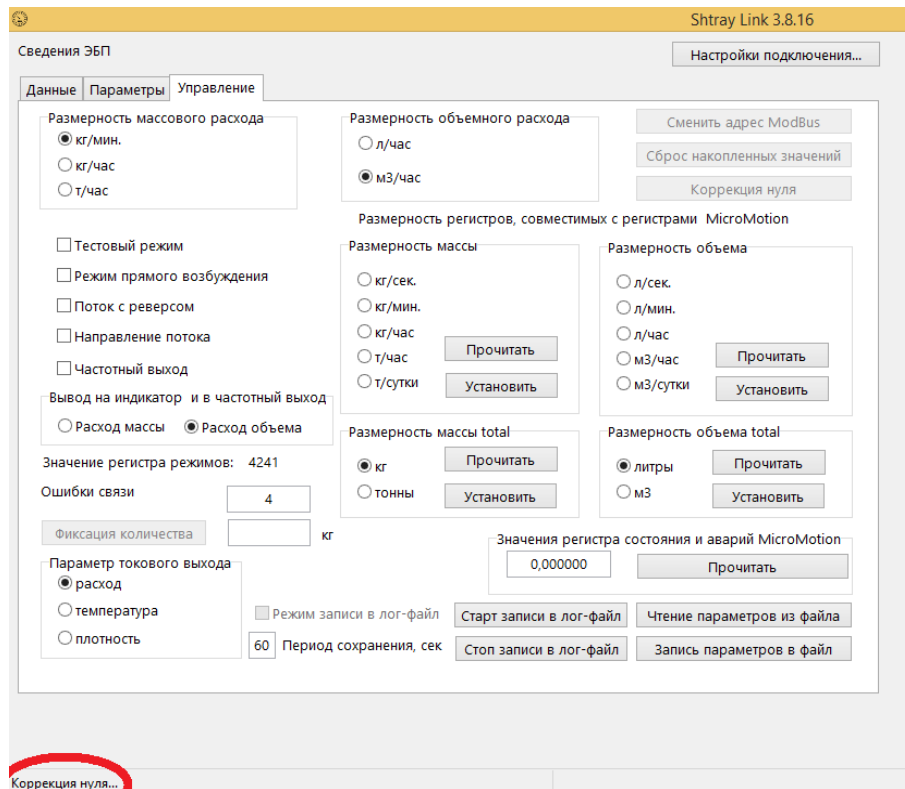 Shtray Link 3.8.16
Сведения ЭБП
Настройки подключения...
Данные Параметры Управление
Размерность массового расхода
кг/мин.
кг/час
т/час
Размерность объемного расхода
л/час
м3/час
Сменить адрес ModBus
Сброс накопленных значений
Коррекция нуля
Размерность регистров, совместимых с регистрами MicroMotion
Тестовый режим
Режим прямого возбуждения
Поток с реверсом
Направление потока
Частотный выход
Размерность массы
кг/сек.
кг/мин.
кг/час
т/час
т/сутки
Прочитать
Установить
Размерность объема
л/сек.
л/мин.
л/час
м3/час
м3/сутки
Прочитать
Установить
Вывод на индикатор и в частотный выход
Расход массы Расход объема
Размерность массы total
кг
тонны
Прочитать
Установить
Размерность объема total
литры
м3
Прочитать
Установить
Значение регистра режимов: 4241
Ошибки связи 4
Фиксация количества кг
Значения регистра состояния и аварий MicroMotion
0,000000 Прочитать
Параметр токового выхода
расход
температура
плотность
Режим записи в лог-файл
60 Период сохранения, сек
Старт записи в лог-файл
Стоп записи в лог-файл
Чтение параметров из файла
Запись параметров в файл
Коррекция нуля...